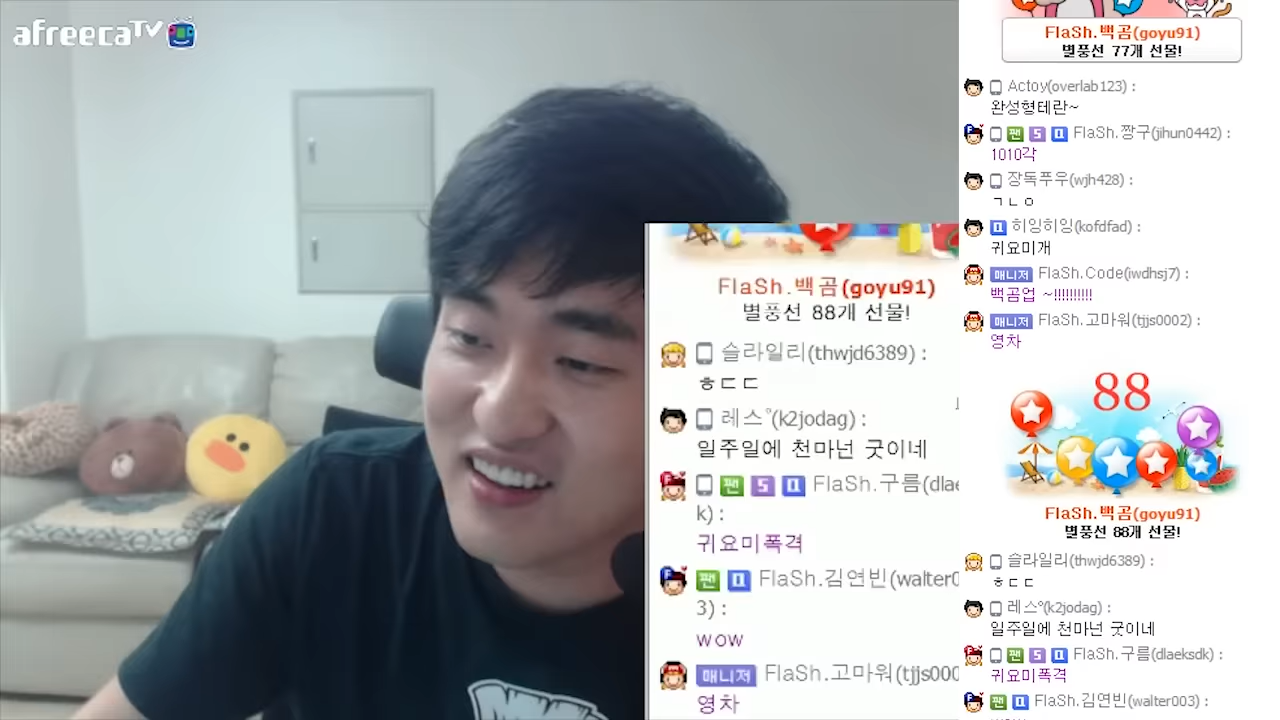 afreecaTV
FlaSh.백곰(goyu91)
별풍선 88개 선물!
슬라일리(thwjd6389) :
ㅎㄷㄷ
레스°(k2jodag) :
일주일에 천마넌 굿이네
팬 5 FlaSh.구름(dlae
k) :
귀요미폭격
팬 FlaSh.김연빈(walter0
3) :
wow
매니저 FlaSh.고마워(tjjs000
영차
FlaSh.백곰(goyu91)
별풍선 77개 선물!
Actoy(overlab123) :
완성형테란~
팬 5 FlaSh.짱구(jihun0442) :
1010각
장독푸우(wjh428) :
ㄱㄴㅇ
히잉히잉(kofdfad) :
귀요미개
매니저 FlaSh.Code(iwdhsj7) :
백곰업 ~!!!!!!!!!!
매니저 FlaSh.고마워(tjjs0002) :
영차
88
FlaSh.백곰(goyu91)
별풍선 88개 선물!
슬라일리(thwjd6389) :
ㅎㄷㄷ
레스°(k2jodag) :
일주일에 천마넌 굿이네
팬 5 FlaSh.구름(dlaeksdk) :
귀요미폭격
팬 FlaSh.김연빈(walter003) :